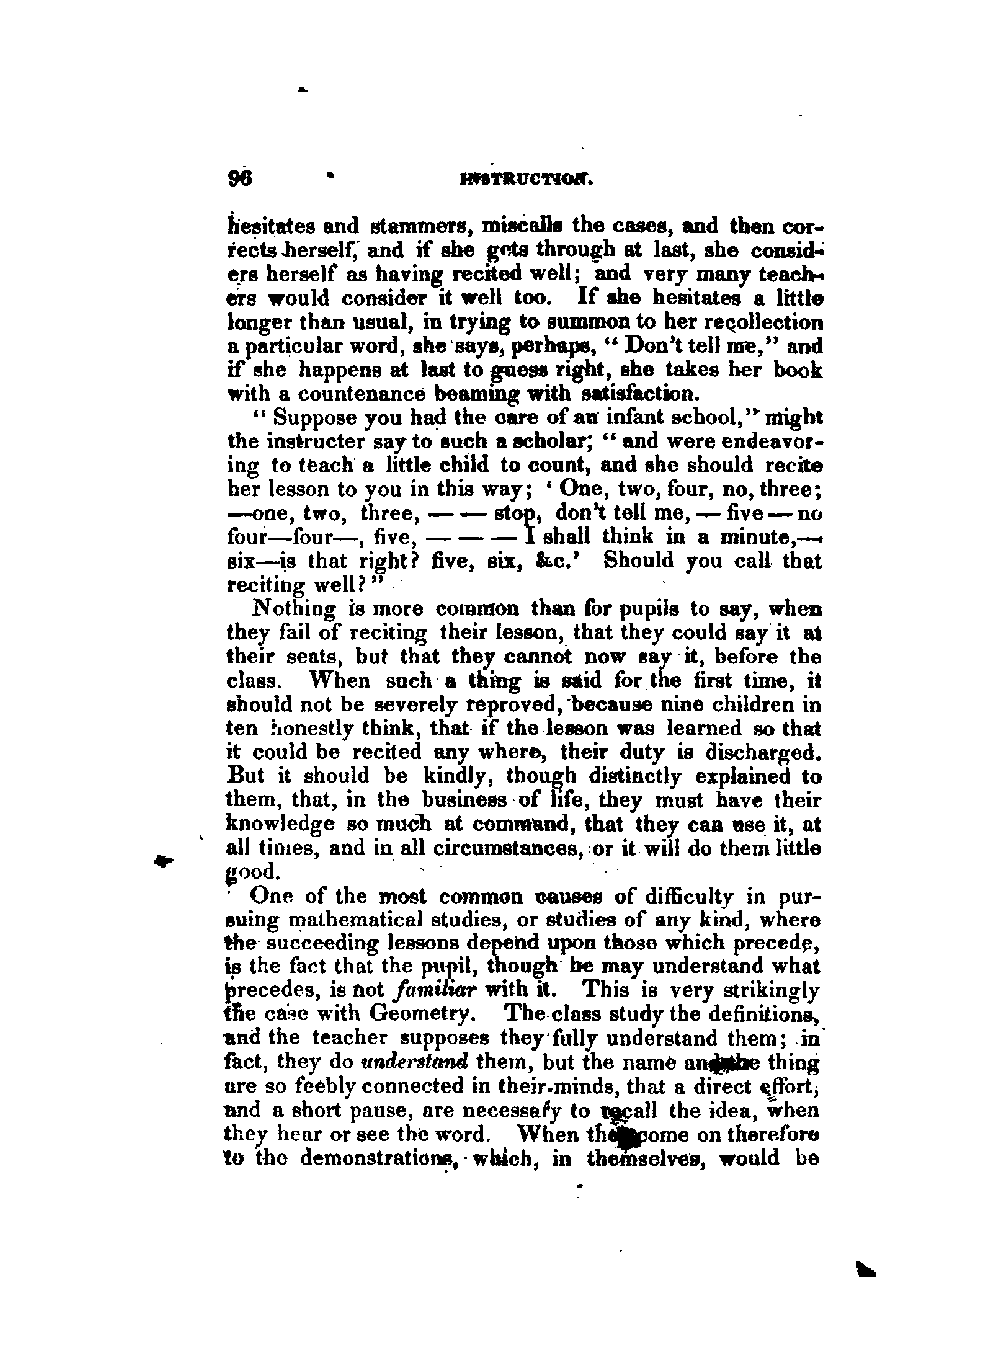 96 INSTRUCTION.
hesitates and stammers, miscalls the cases, and then cor-
rects herself, and if she gets through at last, she consid-
ers herself as having recited well; and very many teach-
ers would consider it well too. If she hesitates a little
longer than usual, in trying to summon to her recollection
a particular word, she says, perhaps, “ Don't tell me,” and
if she happens at last to guess right, she takes her book
with a countenance beaming with satisfaction.
“ Suppose you had the care of an infant school,” might
the instructer say to such a scholar; “ and were endeavor-
ing to teach a little child to count, and she should recite
her lesson to you in this way; ‘ One, two, four, no, three;
—one, two, three, — — stop, don't tell me, — five — no
four—four—, five, — — — I shall think in a minute,—
six—is that right? five, six, &c.’ Should you call that
reciting well?”
Nothing is more common than for pupils to say, when
they fail of reciting their lesson, that they could say it at
their seats, but that they cannot now say it, before the
class. When such a thing is said for the first time, it
should not be severely reproved, because nine children in
ten honestly think, that if the lesson was learned so that
it could be recited any where, their duty is discharged.
But it should be kindly, though distinctly explained to
them, that, in the business of life, they must have their
knowledge so much at command, that they can use it, at
all times, and in all circumstances, or it will do them little
good.
One of the most common causes of difficulty in pur-
suing mathematical studies, or studies of any kind, where
the succeeding lessons depend upon those which precede,
is the fact that the pupil, though he may understand what
precedes, is not familiar with it. This is very strikingly
the case with Geometry. The class study the definitions,
and the teacher supposes they fully understand them; in
fact, they do understand them, but the name and the thing
are so feebly connected in their minds, that a direct effort,
and a short pause, are necessary to recall the idea, when
they hear or see the word. When they come on therefore
to the demonstrations, which, in themselves, would be